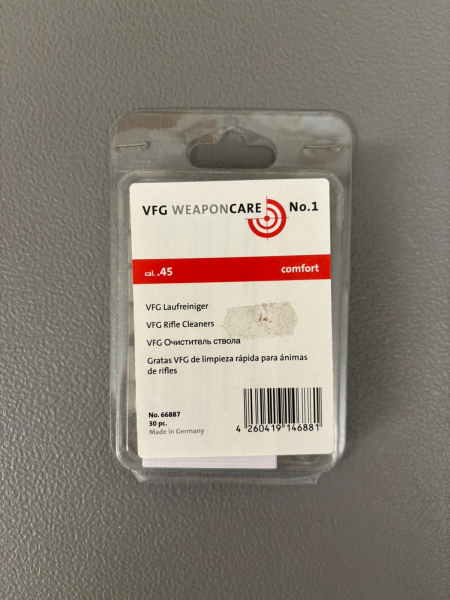 VFG WEAPONCARE No.1
cal. .45 comfort
VFG Laufreiniger
VFG Rifle Cleaners
VFG Очиститель ствола
Gratas VFG de limpieza rápida para ánimas
de rifles
No. 66887
30 pc.
Made in Germany
4 260419 146881